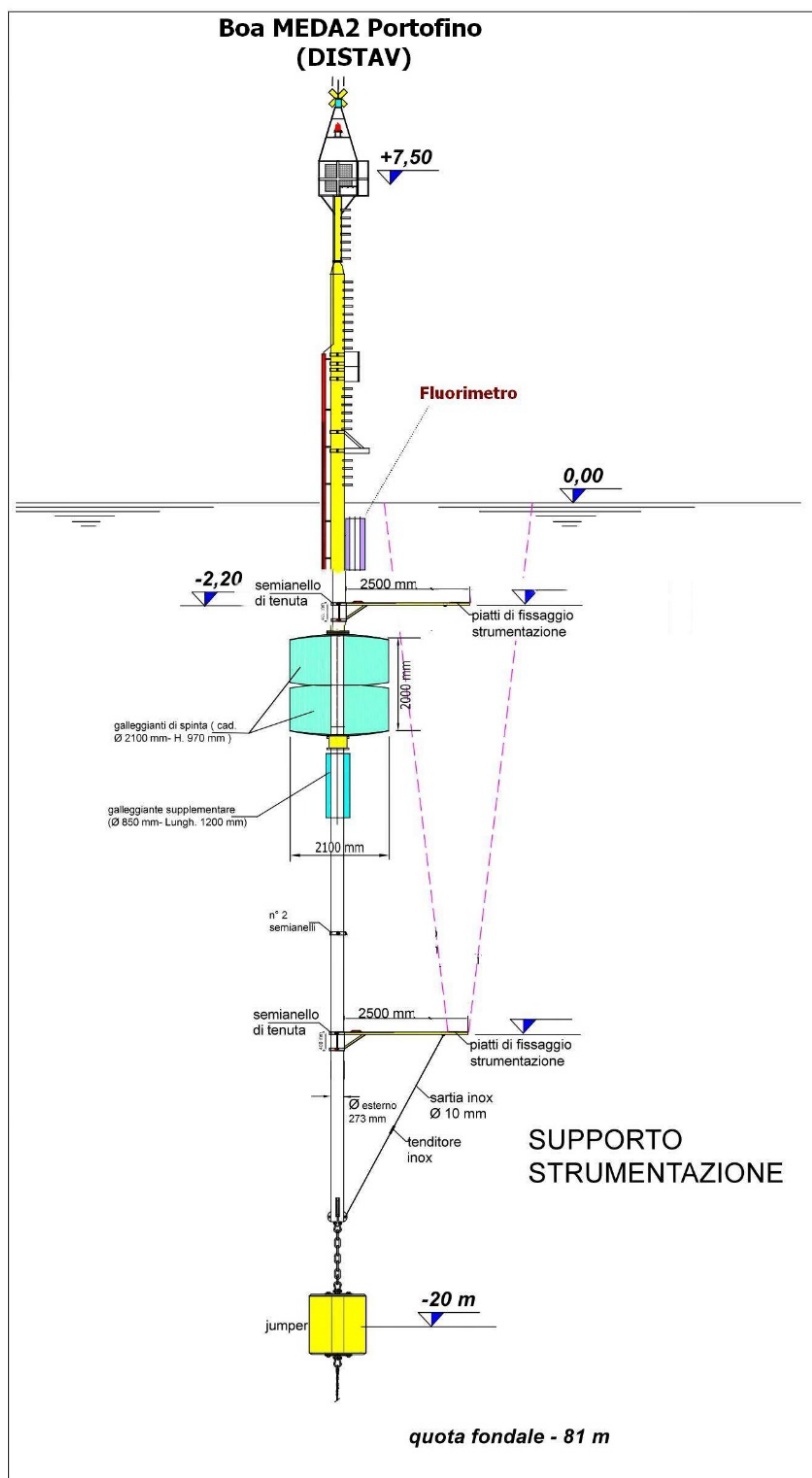 Boa MEDA2 Portofino
(DISTAV)
+7,50
Fluorimetro
0,00
-2,20
semianello
di tenuta
2500 mm
piatti di fissaggio
strumentazione
2000 mm
galleggianti di spinta ( cad.
Ø 2100 mm- H. 970 mm )
galleggiante supplementare
(Ø 850 mm- Lungh. 1200 mm)
2100 mm
n° 2
semianelli
semianello
di tenuta
2500 mm
piatti di fissaggio
strumentazione
Ø esterno
273 mm
sartia inox
Ø 10 mm
tenditore
inox
SUPPORTO
STRUMENTAZIONE
-20 m
jumper
quota fondale - 81 m